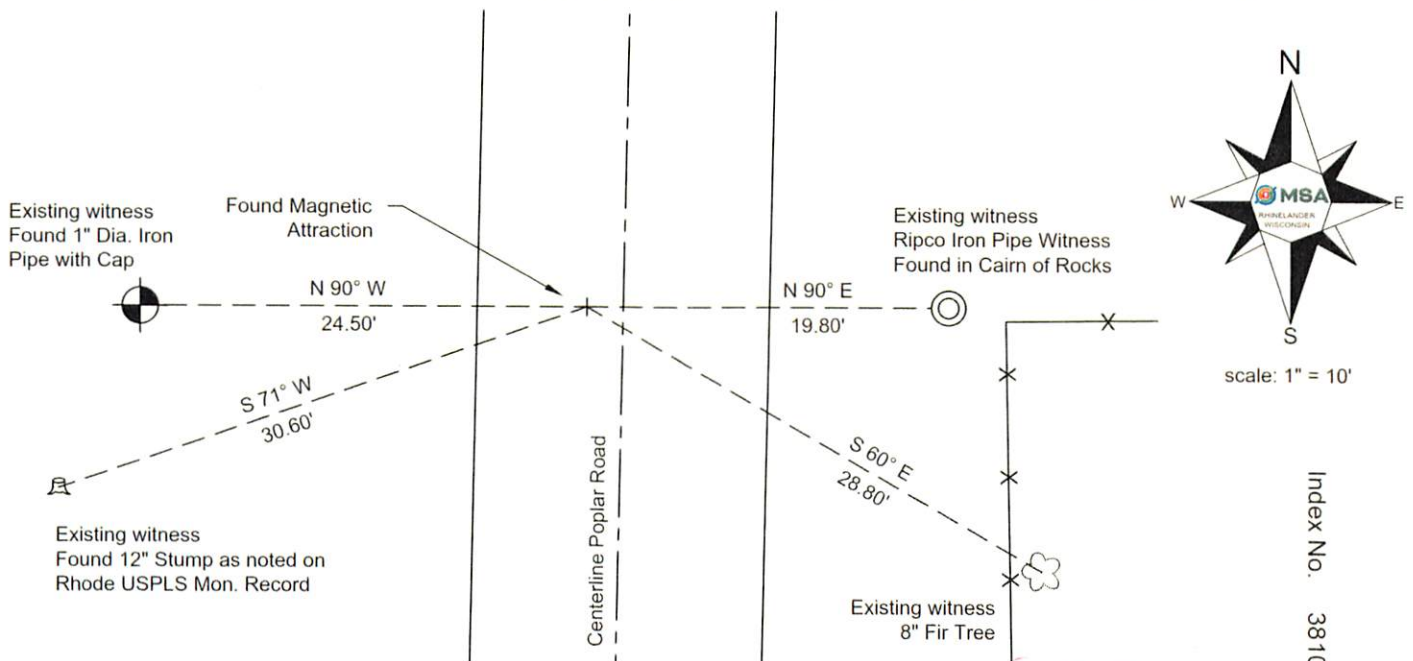 N
Existing witness
Found 1" Dia. Iron
Pipe with Cap
Found Magnetic
Attraction
Existing witness
Ripco Iron Pipe Witness
Found in Cairn of Rocks
W
MSA
RHINELANDER
WISCONSIN
E
S
scale: 1" = 10'
N 90° W
24.50'
N 90° E
19.80'
S 71° W
30.60'
S 60° E
28.80'
Centerline Poplar Road
Existing witness
Found 12" Stump as noted on
Rhode USPLS Mon. Record
Existing witness
8" Fir Tree
Index No. 3810